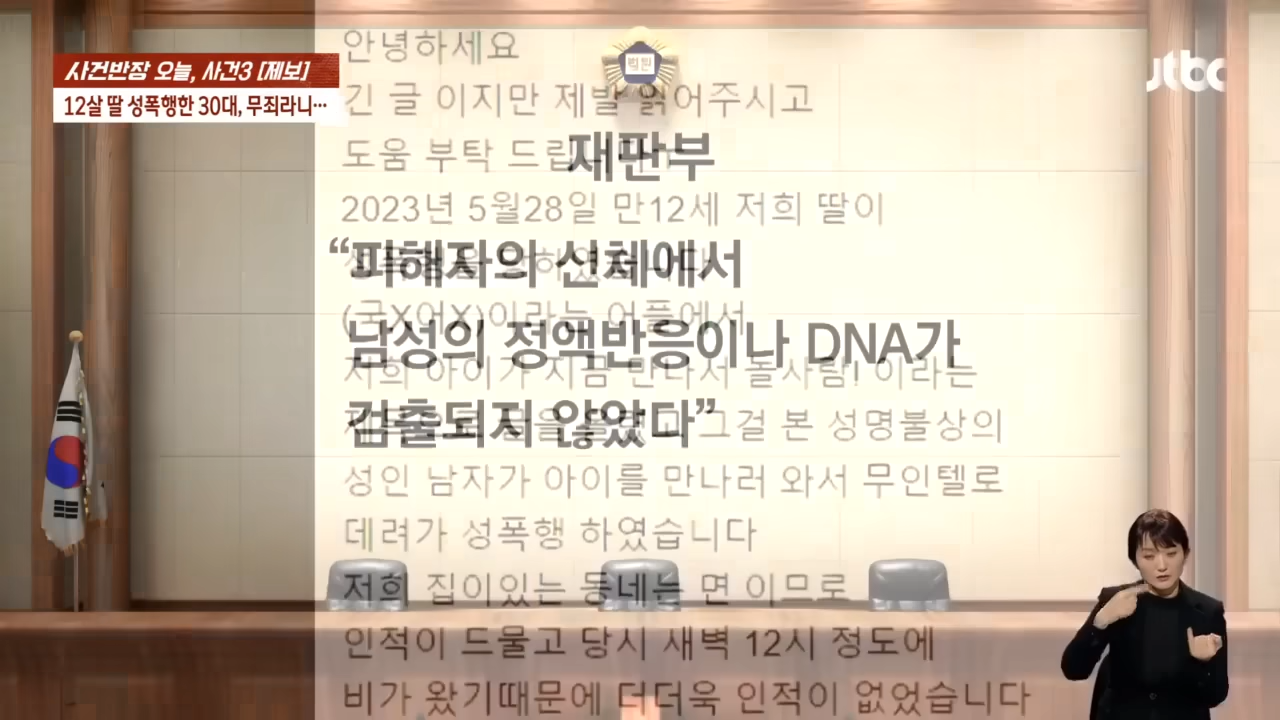 사건반장 오늘, 사건3 [제보]
12살 딸 성폭행한 30대, 무죄라니…
jtbc
법원
안녕하세요
긴 글 이지만 제발 읽어주시고
도움 부탁 드립
재판부
2023년 5월28일 만12세 저희 딸이
“피해자의 신체에서
(국X어X)이라는 어플에서
남성의 정액반응이나 DNA가
저희 아이가 지금 만나서 놀사람! 이라는
검출되지 않았다”
그걸 본 성명불상의
성인 남자가 아이를 만나러 와서 무인텔로
데려가 성폭행 하였습니다
저희 집이있는 동네는 면 이므로
인적이 드물고 당시 새벽 12시 정도에
비가 왔기때문에 더더욱 인적이 없었습니다